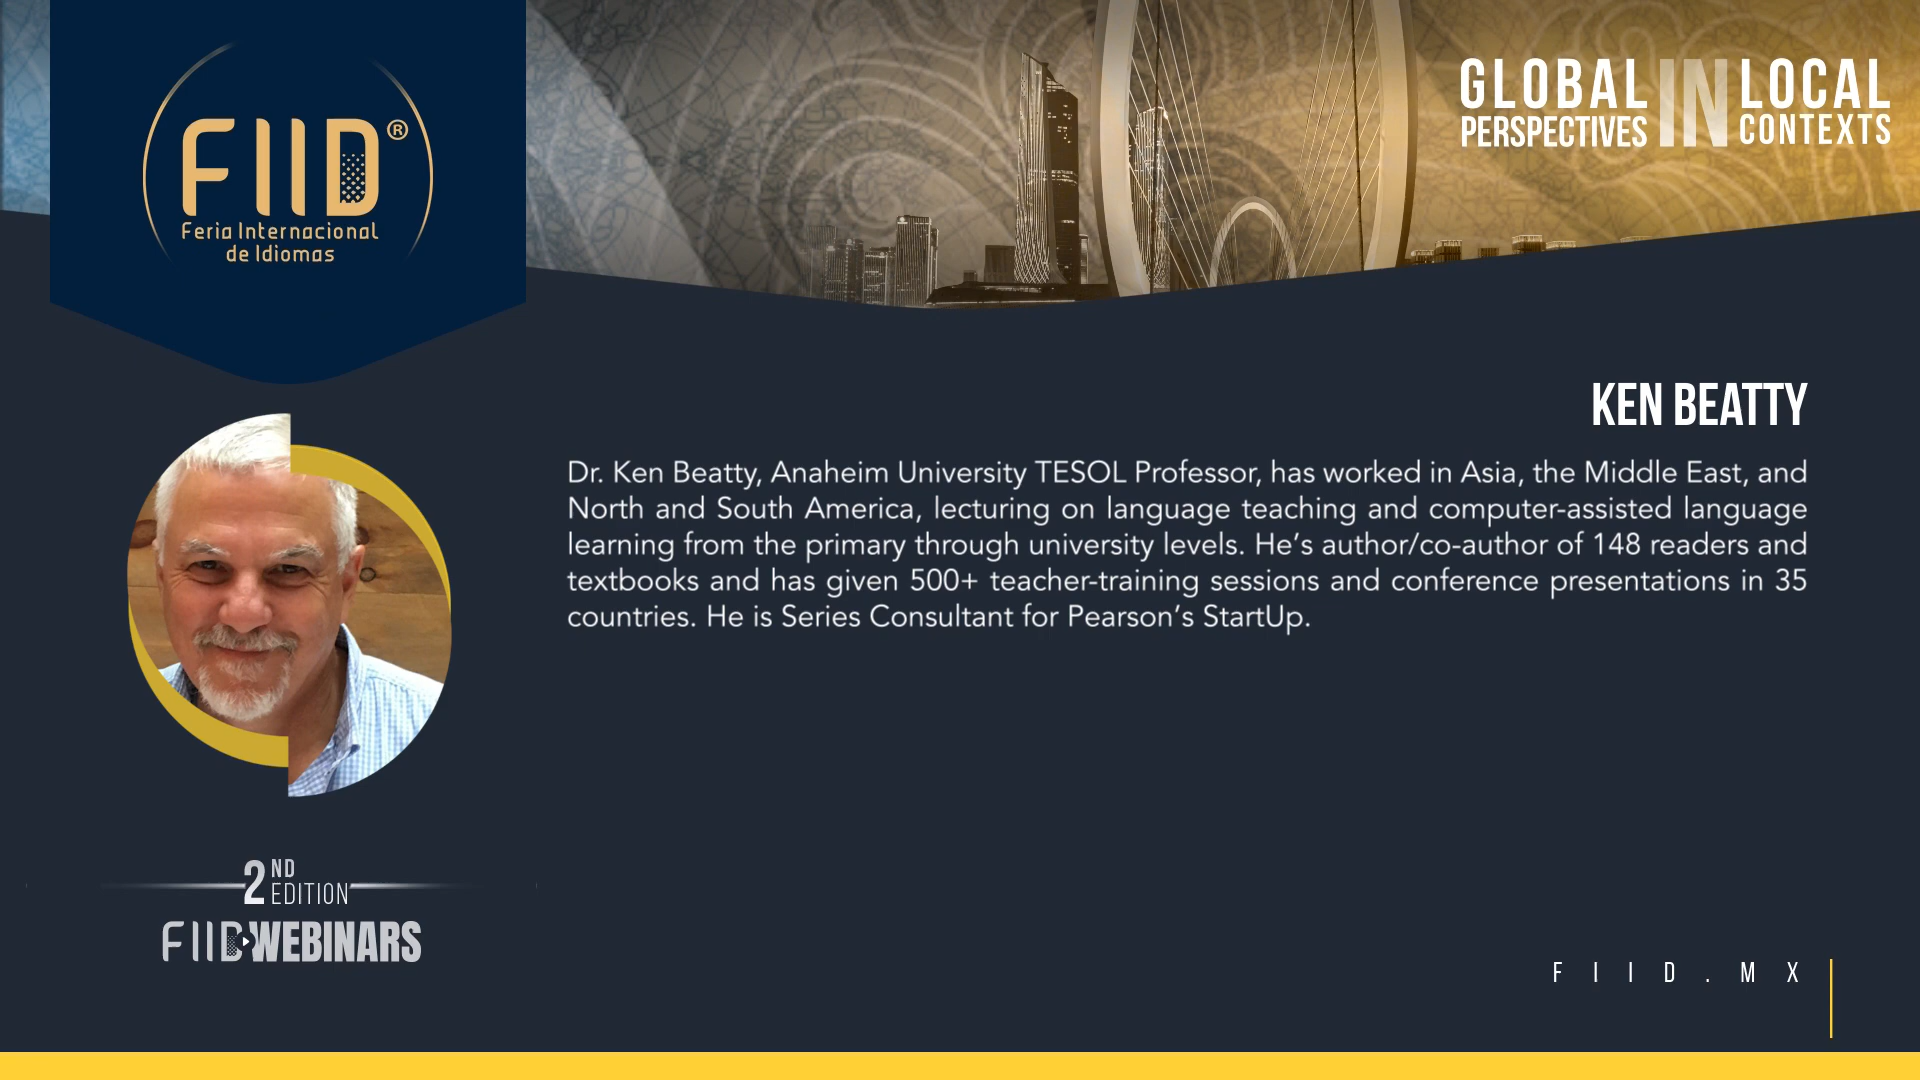 FIID®
Feria Internacional
de Idiomas
GLOBAL PERSPECTIVES IN LOCAL CONTEXTS
KEN BEATTY
Dr. Ken Beatty, Anaheim University TESOL Professor, has worked in Asia, the Middle East, and
North and South America, lecturing on language teaching and computer-assisted language
learning from the primary through university levels. He’s author/co-author of 148 readers and
textbooks and has given 500+ teacher-training sessions and conference presentations in 35
countries. He is Series Consultant for Pearson’s StartUp.
2ND EDITION
FIID WEBINARS
FIID.MX